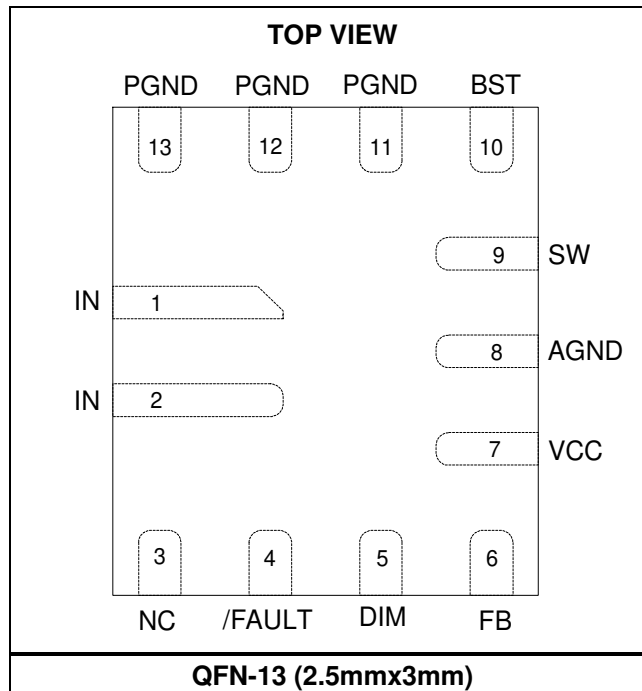 TOP VIEW
PGND PGND PGND BST
13 12 11 10
9 SW
IN 1
8 AGND
IN 2
7 VCC
3 4 5 6
NC /FAULT DIM FB
QFN-13 (2.5mmx3mm)